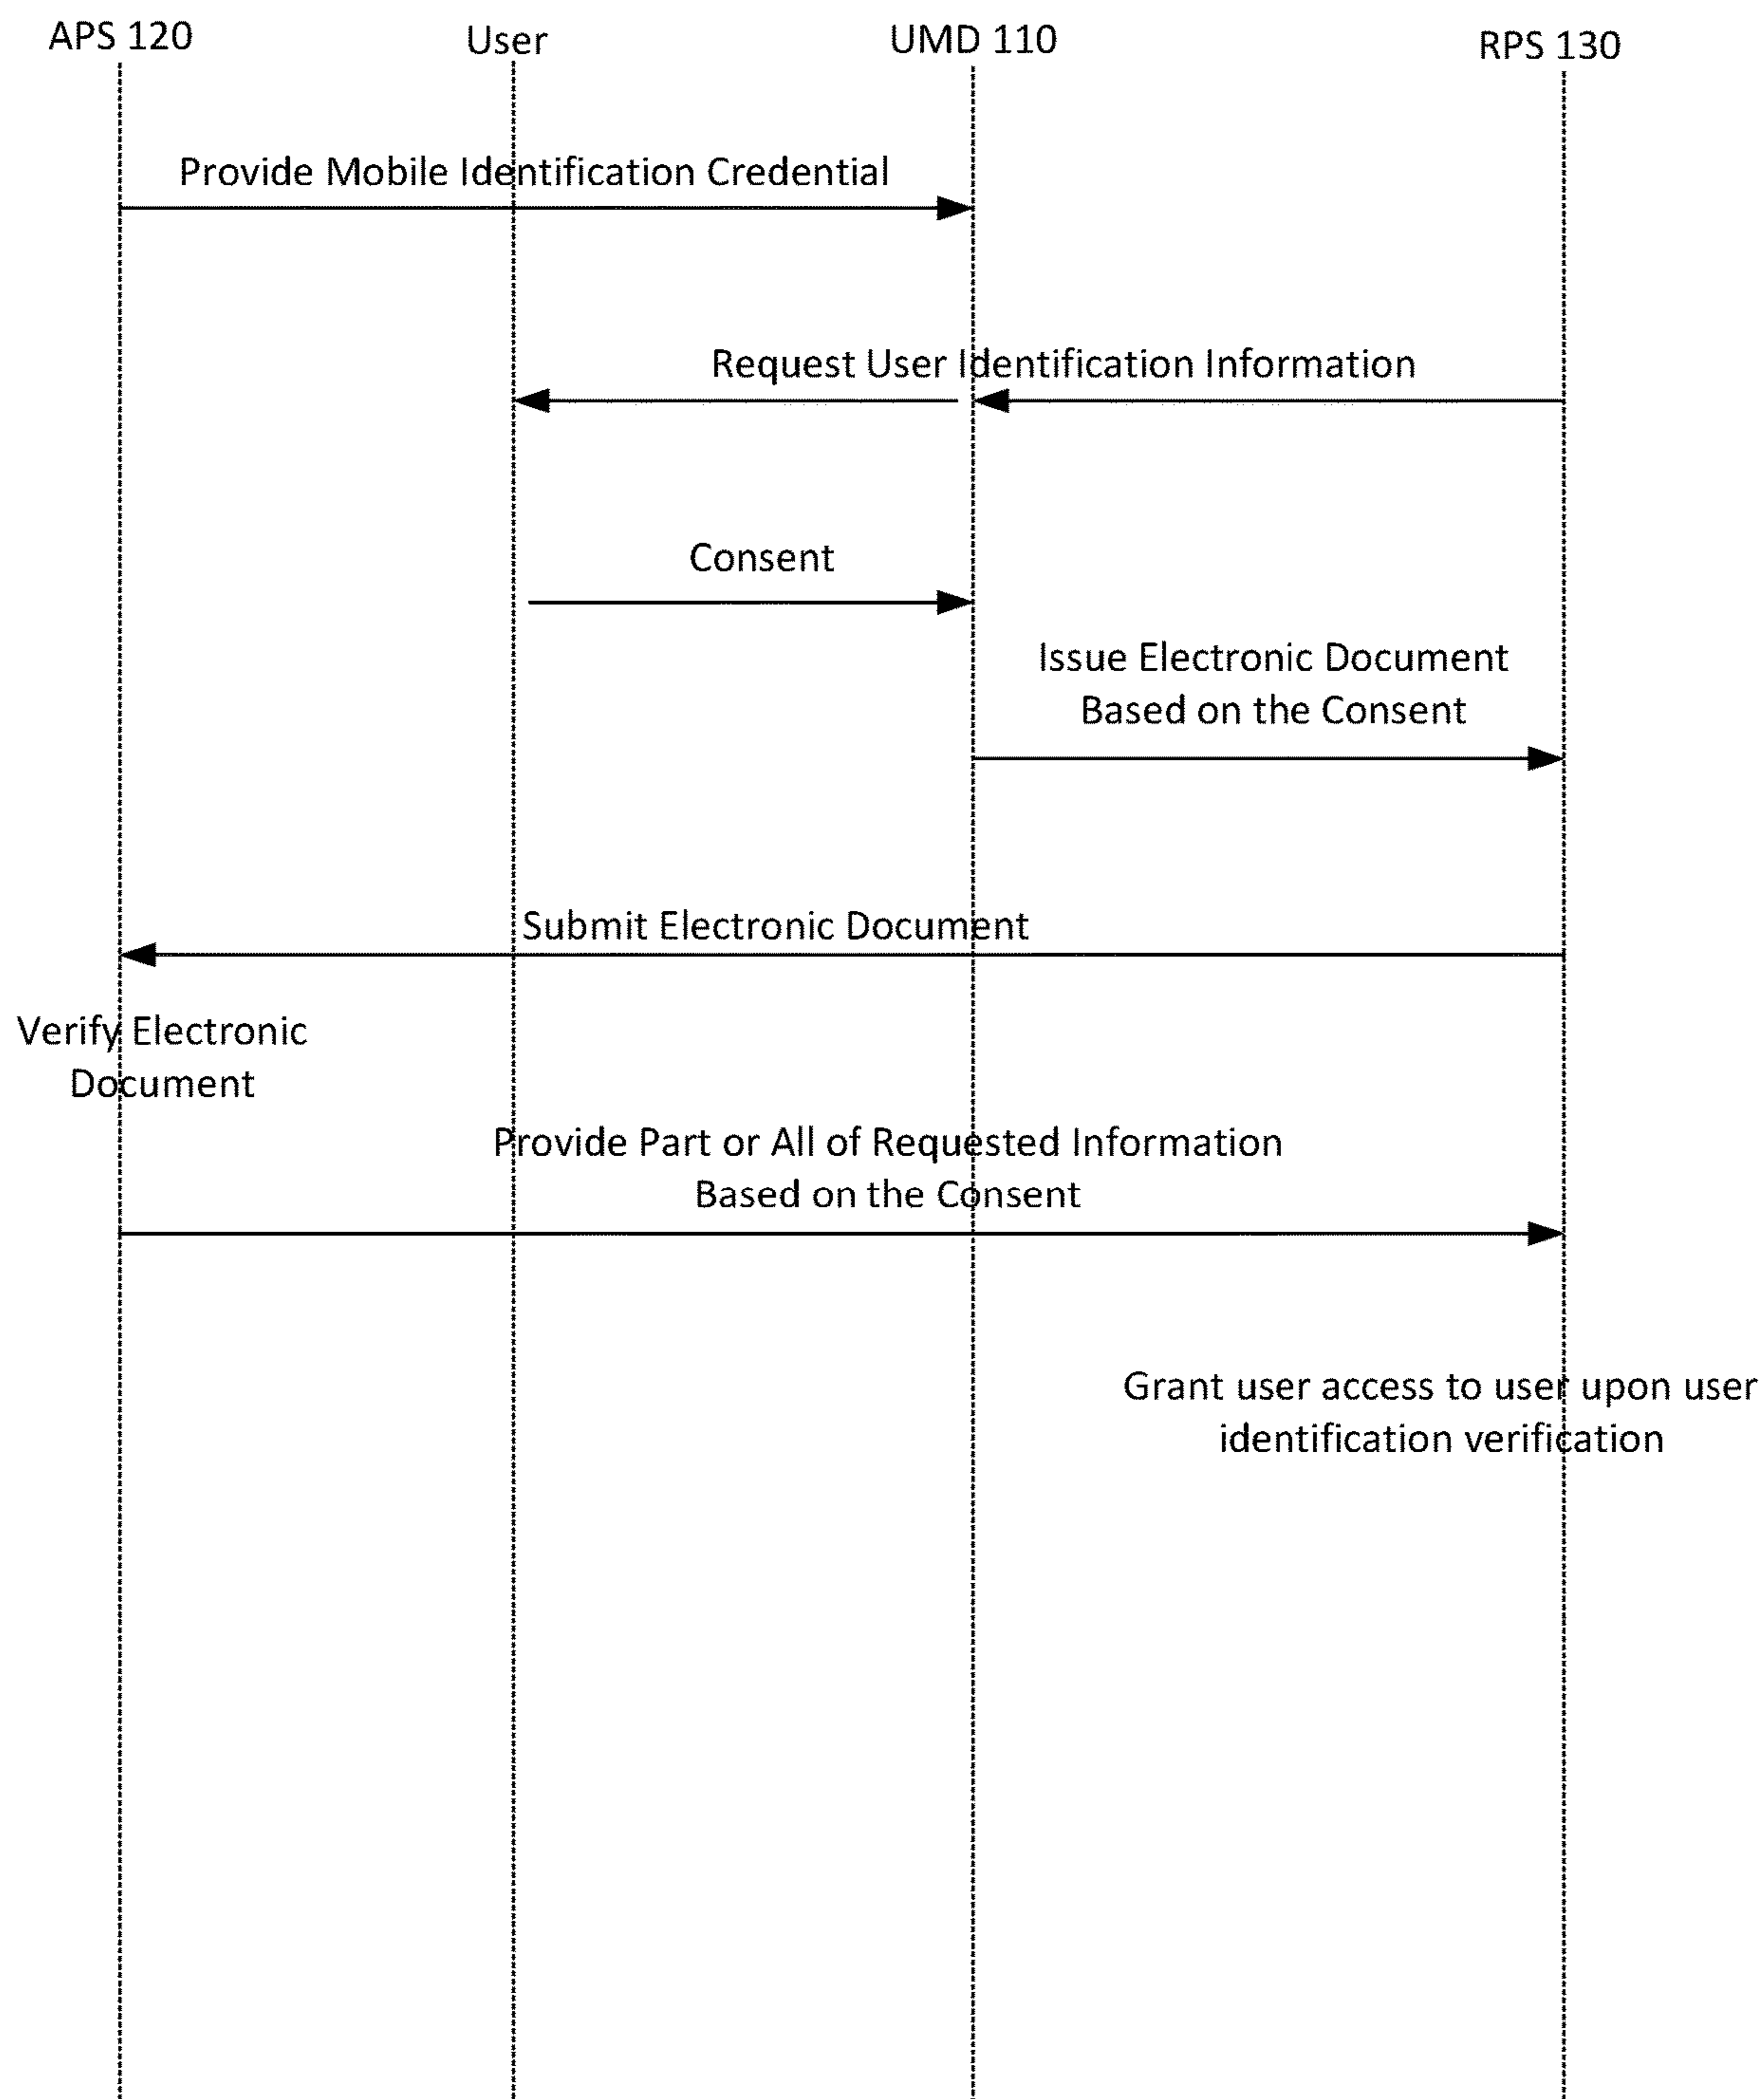 APS 120
User
UMD 110
RPS 130
Provide Mobile Identification Credential
Request User Identification Information
Consent
Issue Electronic Document
Based on the Consent
Submit Electronic Document
Verify Electronic
Document
Provide Part or All of Requested Information
Based on the Consent
Grant user access to user upon user
identification verification